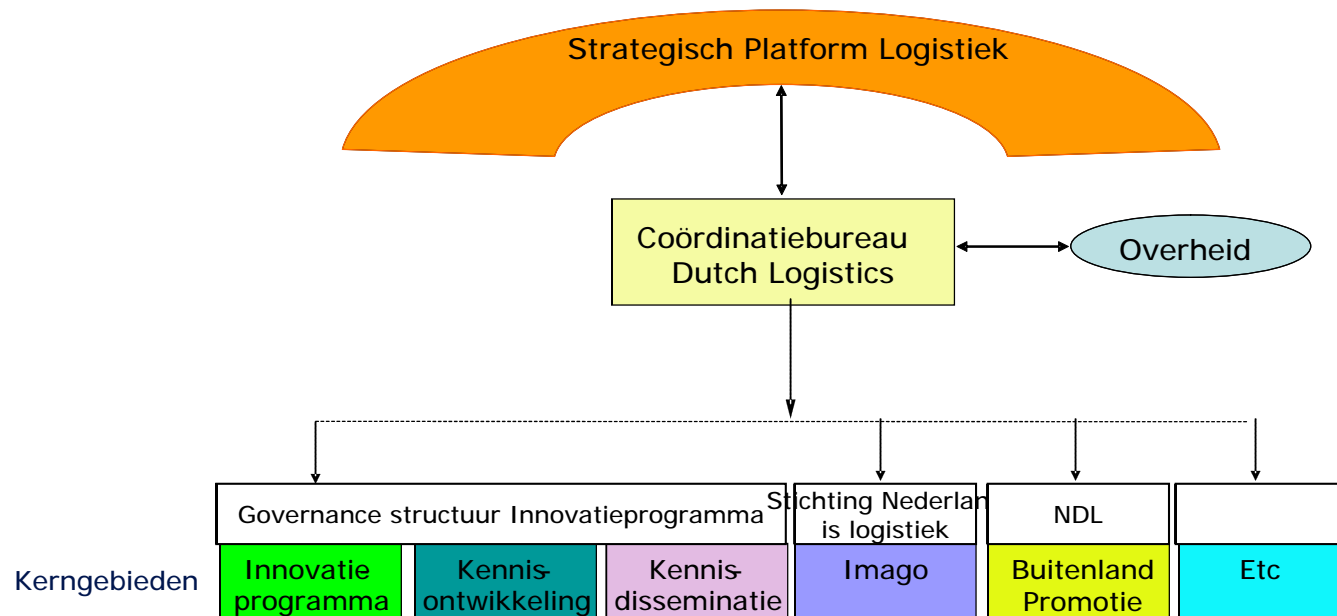 Strategisch Platform Logistiek
Coördinatiebureau
Dutch Logistics
Overheid
Governance structuur Innovatieprogramma
Stichting Nederlan
is logistiek
NDL
Kerngebieden
Innovatie
programma
Kennis-
ontwikkeling
Kennis-
disseminatie
Imago
Buitenland
Promotie
Etc